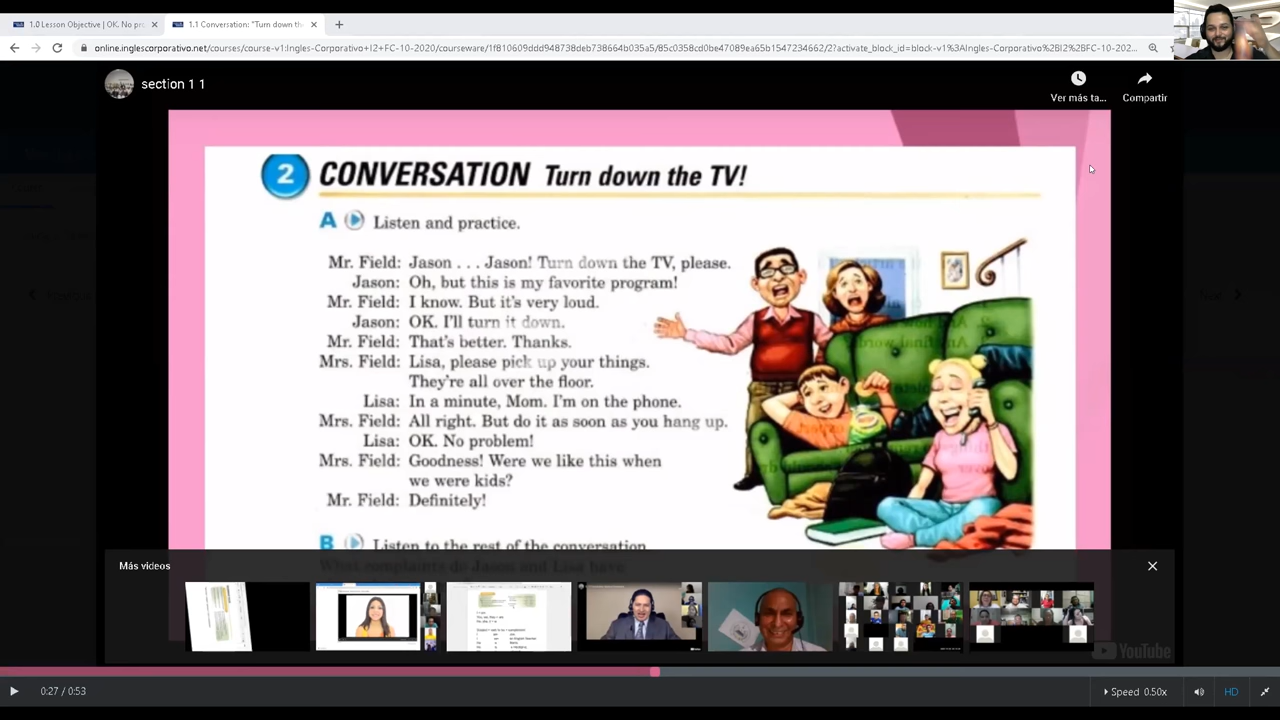 1.0 Lesson Objective | OK. No pro
1.1 Conversation: "Turn down th
online.inglescorporativo.net/courses/course-v1:Ingles-Corporativo+I2+FC-10-2020/courseware/1f810609ddd948738deb738664b035a5/85c0358cd0be47089ea65b1547234662/2?activate_block_id=block-v1%3AIngles-Corporativo%2BI2%2BFC-10-202...
section 1 1
Ver más ta...
Compartir
2 CONVERSATION Turn down the TV!
A Listen and practice.
Mr. Field: Jason . . . Jason! Turn down the TV, please.
Jason: Oh, but this is my favorite program!
Mr. Field: I know. But it's very loud.
Jason: OK. I'll turn it down.
Mr. Field: That's better. Thanks.
Mrs. Field: Lisa, please pick up your things.
They're all over the floor.
Lisa: In a minute, Mom. I'm on the phone.
Mrs. Field: All right. But do it as soon as you hang up.
Lisa: OK. No problem!
Mrs. Field: Goodness! Were we like this when
we were kids?
Mr. Field: Definitely!
B Listen to the rest of the conversation
What complaints do Jason and Lisa have
Más videos
YouTube
0:27 / 0:53
Speed 0.50x
HD